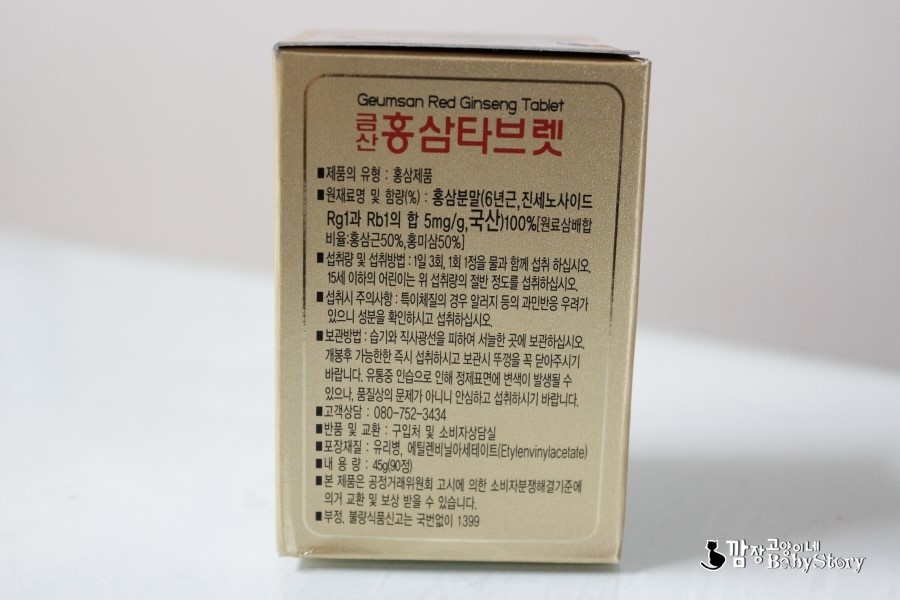 Geumsan Red Ginseng Tablet
금산 홍삼타브렛
■제품의 유형 : 홍삼제품
■원재료명 및 함량(%) : 홍삼분말(6년근,진세노사이드
Rg1과 Rb1의 합 5mg/g,국산)100%[원료삼배합
비율:홍삼근50%,홍미삼50%]
■섭취량 및 섭취방법 : 1일 3회, 1회 1정을 물과 함께 섭취 하십시오.
15세 이하의 어린이는 위 섭취량의 절반 정도를 섭취하십시오.
■섭취시 주의사항 : 특이체질의 경우 알러지 등의 과민반응 우려가
있으니 성분을 확인하시고 섭취하십시오.
■보관방법 : 습기와 직사광선을 피하여 서늘한 곳에 보관하십시오.
개봉후 가능한한 즉시 섭취하시고 보관시 뚜껑을 꼭 닫아주시기
바랍니다. 유통중 인습으로 인해 정제표면에 변색이 발생될 수
있으나, 품질상의 문제가 아니니 안심하고 섭취하시기 바랍니다.
■고객상담 : 080-752-3434
■반품 및 교환 : 구입처 및 소비자상담실
■포장재질 : 유리병, 에틸렌비닐아세테이트(Etylenvinylacetate)
■내 용 량 : 45g(90정)
■본 제품은 공정거래위원회 고시에 의한 소비자분쟁해결기준에
의거 교환 및 보상 받을 수 있습니다.
■부정, 불량식품신고는 국번없이 1399
깜장고양이네
BabyStory